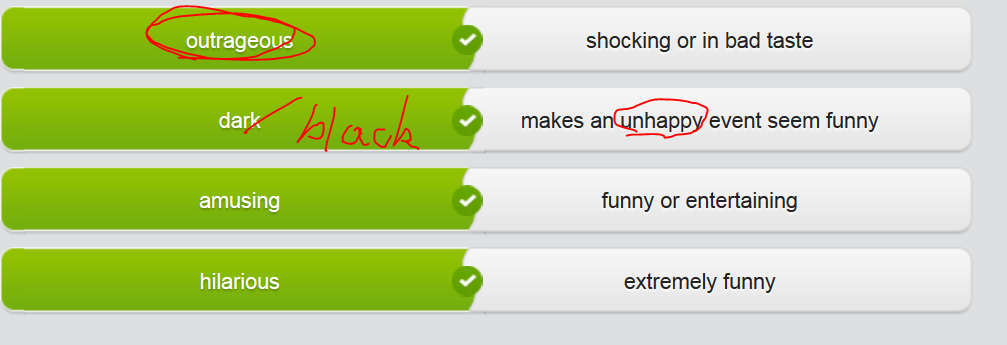 outrageous shocking or in bad taste
dark black makes an unhappy event seem funny
amusing funny or entertaining
hilarious extremely funny